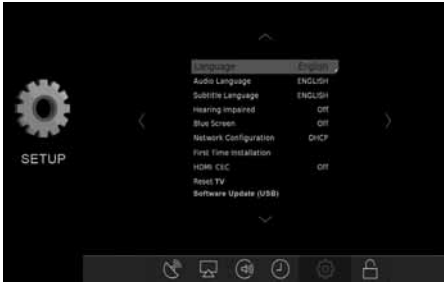 SETUP
Language English
Audio Language ENGLISH
Subtitle Language ENGLISH
Hearing Impaired Off
Blue Screen Off
Network Configuration DHCP
First Time Installation
HDMI CEC Off
Reset TV
Software Update (USB)